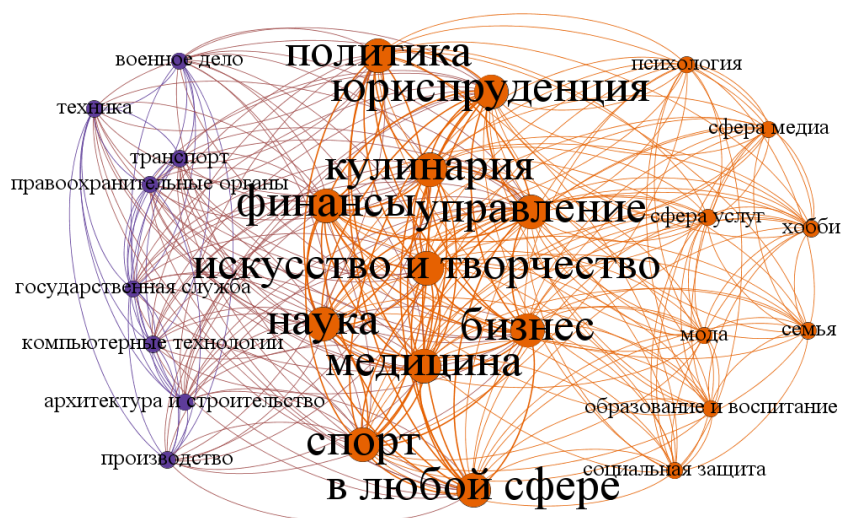 политика
военное дело
психология
юриспруденция
техника
сфера медиа
транспорт
кулинария
правоохранительные органы
финансы
управление
сфера услуг
хобби
искусство и творчество
государственная служба
наука
бизнес
семья
мода
компьютерные технологии
медицина
архитектура и строительство
образование и воспитание
спорт
производство
социальная защита
в любой сфере